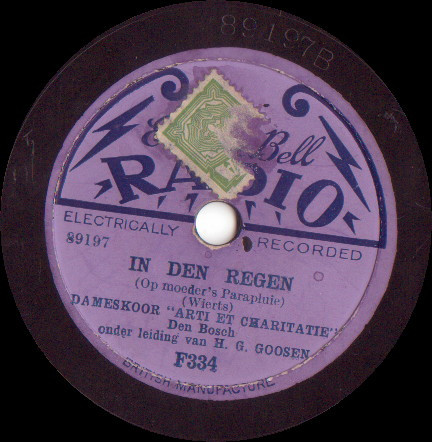 89197B
Bell
RADIO
ELECTRICALLY RECORDED
89197
IN DEN REGEN
(Op moeder's Parapluie)
(Wierts)
DAMESKOOR "ARTI ET CHARITATIE"
Den Bosch
onder leiding van H. G. GOOSEN
F334
BRITISH MANUFACTURE